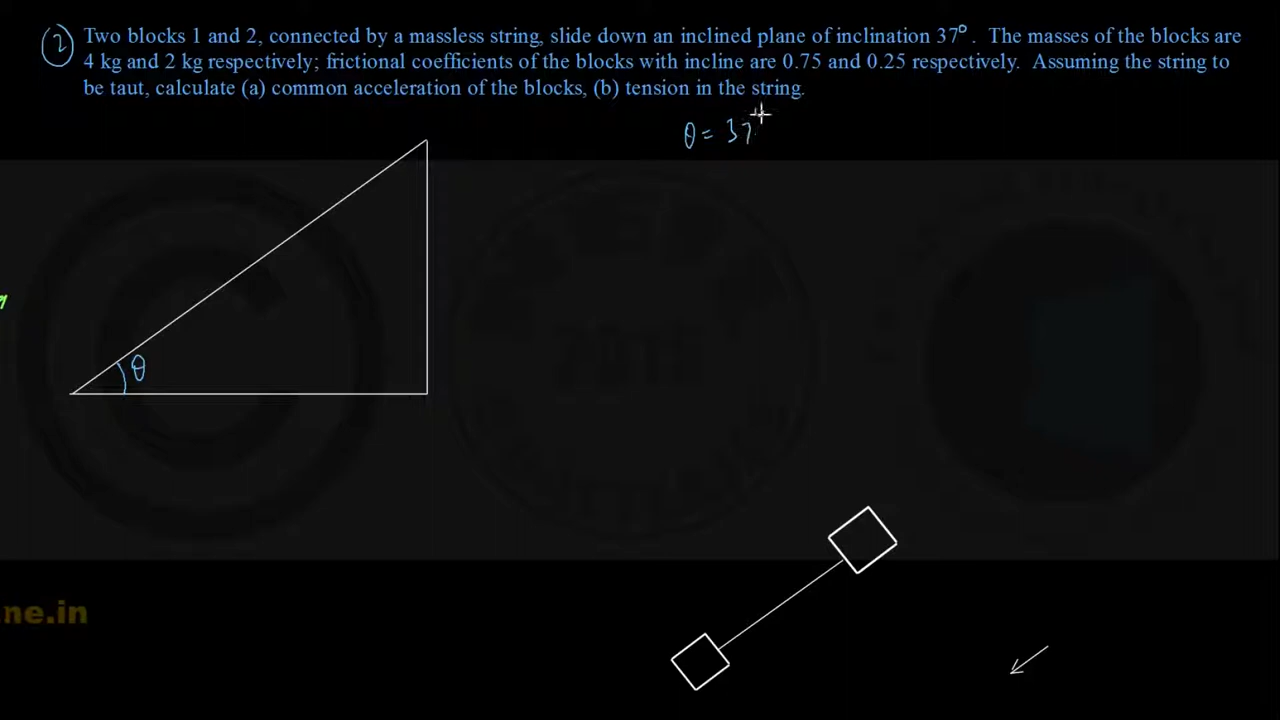 2 Two blocks 1 and 2, connected by a massless string, slide down an inclined plane of inclination 37°. The masses of the blocks are
4 kg and 2 kg respectively; frictional coefficients of the blocks with incline are 0.75 and 0.25 respectively. Assuming the string to
be taut, calculate (a) common acceleration of the blocks, (b) tension in the string.
θ = 37
θ
ne.in